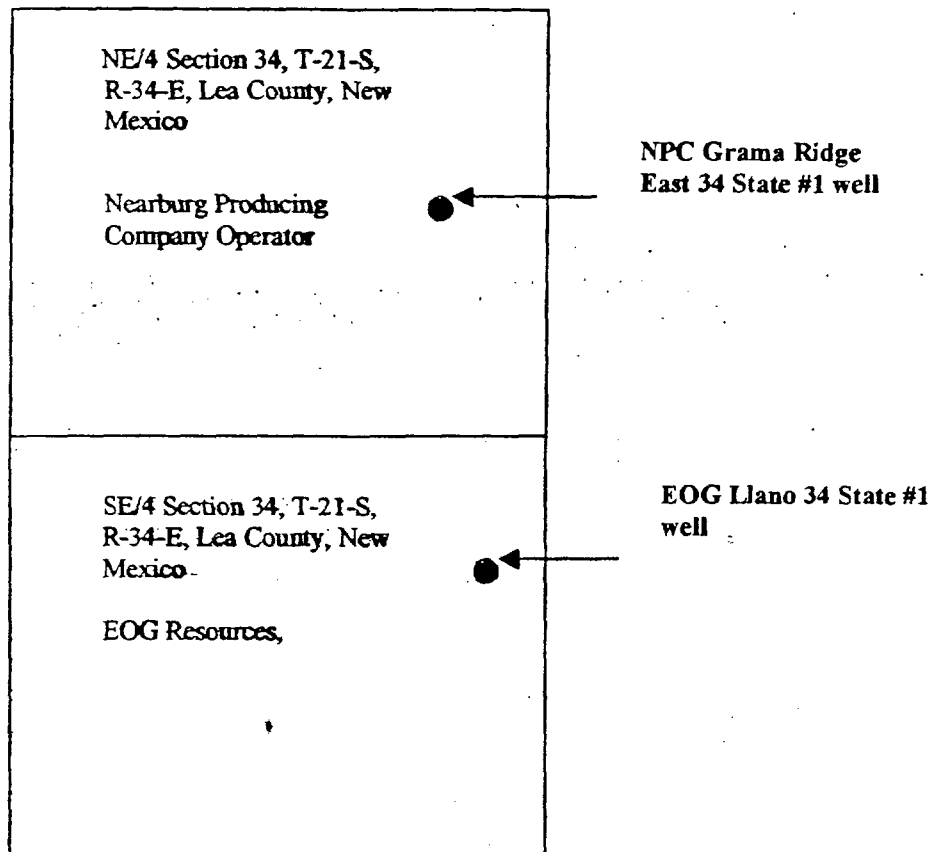 NE/4 Section 34, T-21-S,
R-34-E, Lea County, New
Mexico
Nearburg Producing
Company Operator
NPC Grama Ridge
East 34 State #1 well
SE/4 Section 34, T-21-S,
R-34-E, Lea County, New
Mexico
EOG Resources,
EOG Llano 34 State #1
well